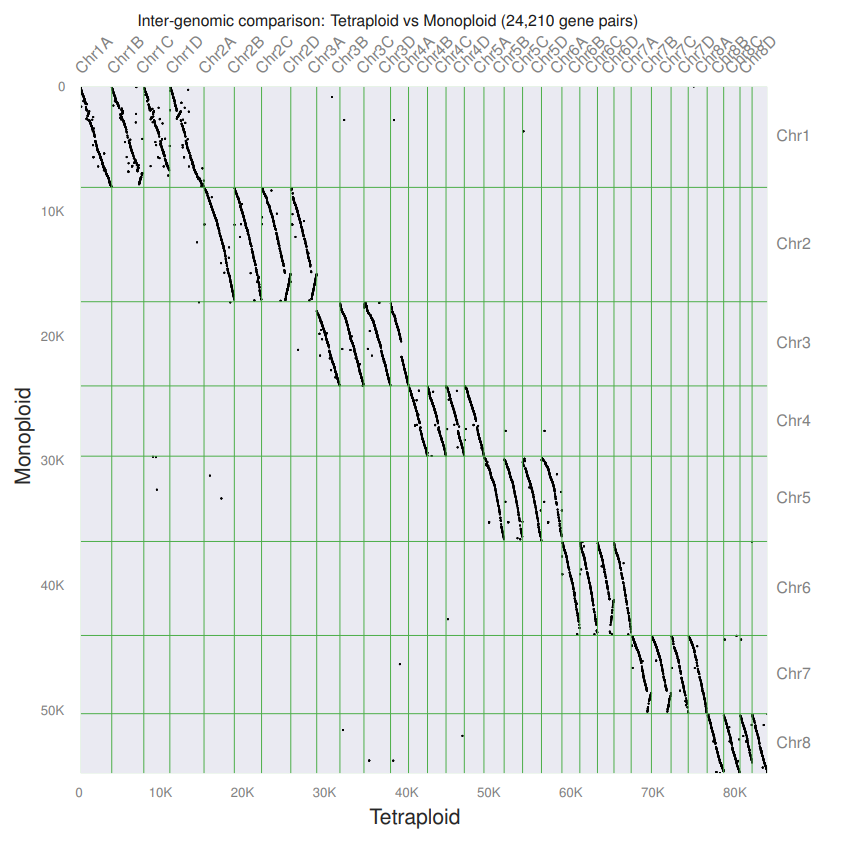 Inter-genomic comparison: Tetraploid vs Monoploid (24,210 gene pairs)
Chr1A Chr1B Chr1C Chr1D Chr2A Chr2B Chr2C Chr2D Chr3A Chr3B Chr3C Chr3D Chr4A Chr4B Chr4C Chr4D Chr5A Chr5B Chr5C Chr5D Chr6A Chr6B Chr6C Chr6D Chr7A Chr7B Chr7C Chr7D Chr8A Chr8B Chr8C Chr8D
0
Chr1
10K
Chr2
20K
Chr3
Chr4
Monoploid
30K
Chr5
40K
Chr6
Chr7
50K
Chr8
0 10K 20K 30K 40K 50K 60K 70K 80K
Tetraploid